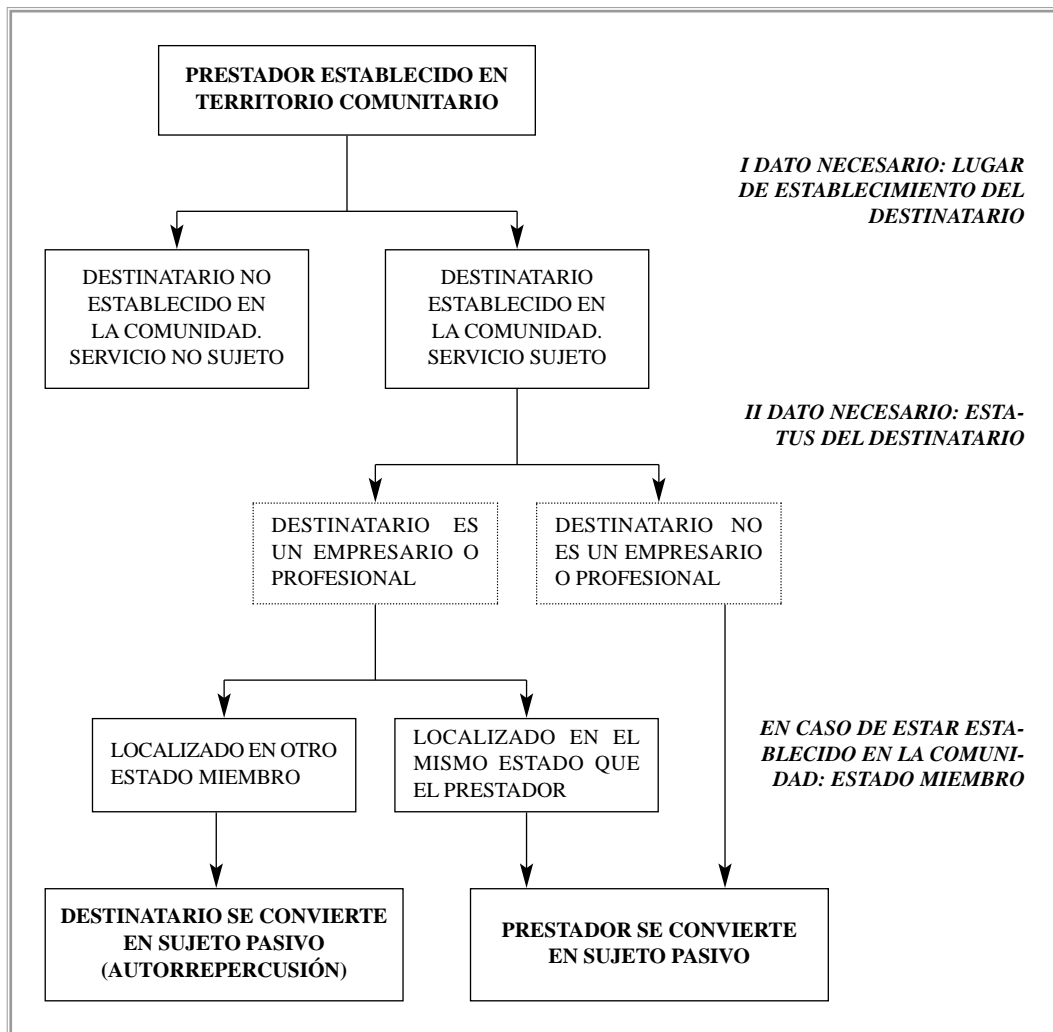 PRESTADOR ESTABLECIDO EN
TERRITORIO COMUNITARIO
I DATO NECESARIO: LUGAR
DE ESTABLECIMIENTO DEL
DESTINATARIO
DESTINATARIO NO
ESTABLECIDO EN
LA COMUNIDAD.
SERVICIO NO SUJETO
DESTINATARIO
ESTABLECIDO EN
LA COMUNIDAD.
SERVICIO SUJETO
II DATO NECESARIO: ESTA-
TUS DEL DESTINATARIO
DESTINATARIO ES
UN EMPRESARIO O
PROFESIONAL
DESTINATARIO NO
ES UN EMPRESARIO
O PROFESIONAL
LOCALIZADO EN OTRO
ESTADO MIEMBRO
LOCALIZADO EN EL
MISMO ESTADO QUE
EL PRESTADOR
EN CASO DE ESTAR ESTA-
BLECIDO EN LA COMUNI-
DAD: ESTADO MIEMBRO
DESTINATARIO SE CONVIERTE
EN SUJETO PASIVO
(AUTORREPERCUSIÓN)
PRESTADOR SE CONVIERTE
EN SUJETO PASIVO